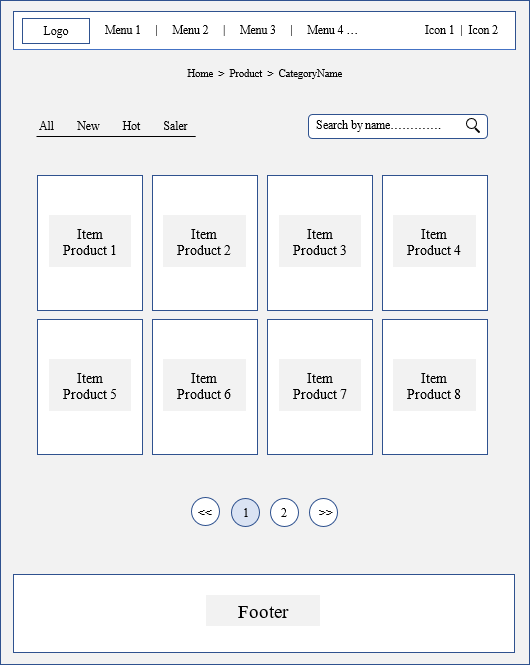 Logo Menu 1 | Menu 2 | Menu 3 | Menu 4 … Icon 1 | Icon 2
Home > Product > CategoryName
All New Hot Saler
Search by name………….
Item Product 1
Item Product 2
Item Product 3
Item Product 4
Item Product 5
Item Product 6
Item Product 7
Item Product 8
<< 1 2 >>
Footer